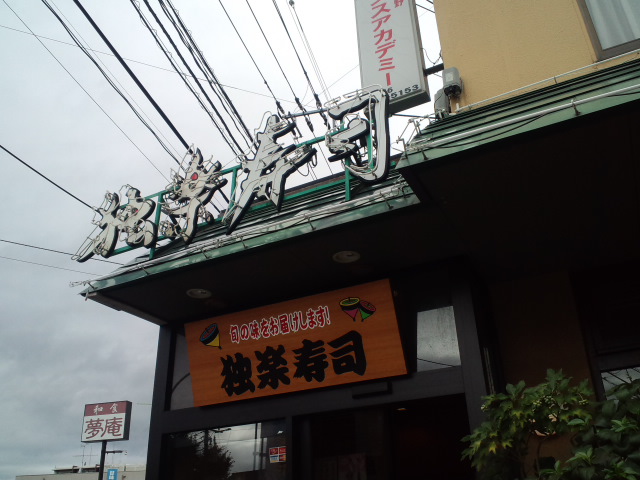 スアカデミー
5153
独楽寿司
旬の味をお届けします!
独楽寿司
和食
夢庵